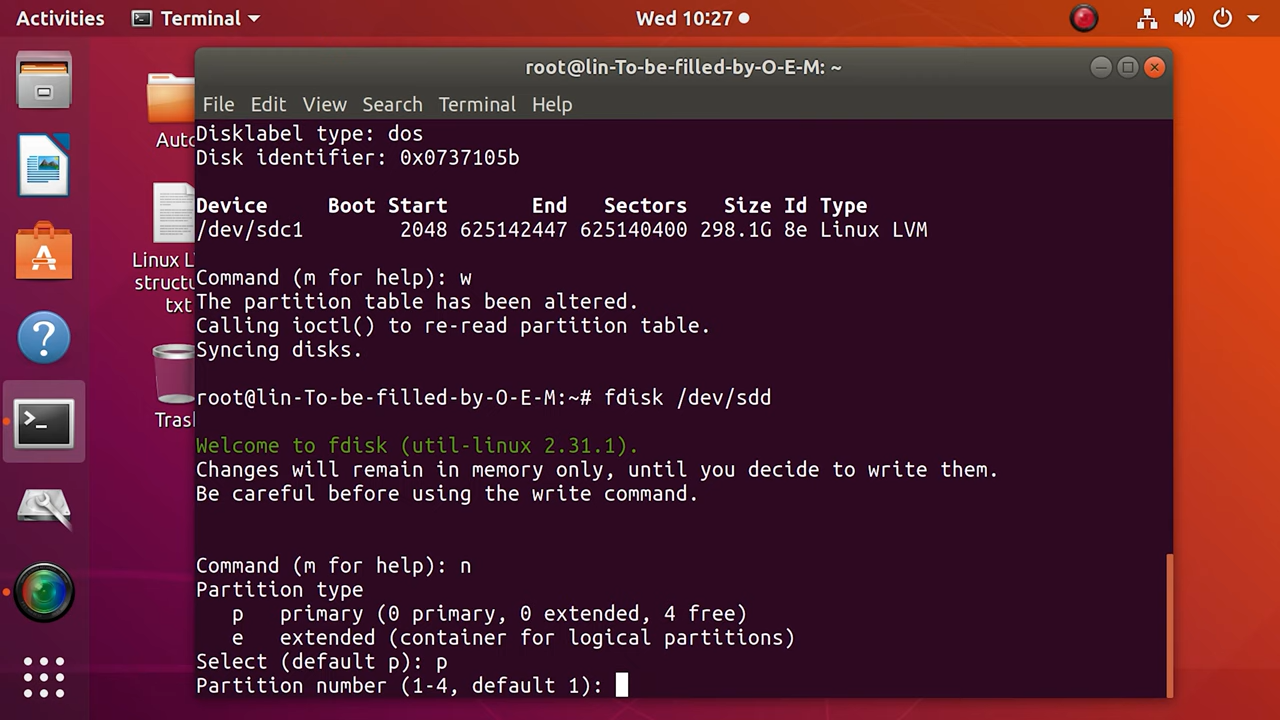 Activities Terminal Wed 10:27
root@lin-To-be-filled-by-O-E-M: ~
File Edit View Search Terminal Help
Auto
Linux L
structu
txt
Tras
Disklabel type: dos
Disk identifier: 0x0737105b
Device Boot Start End Sectors Size Id Type
/dev/sdc1 2048 625142447 625140400 298.1G 8e Linux LVM
Command (m for help): w
The partition table has been altered.
Calling ioctl() to re-read partition table.
Syncing disks.
root@lin-To-be-filled-by-O-E-M:~# fdisk /dev/sdd
Welcome to fdisk (util-linux 2.31.1).
Changes will remain in memory only, until you decide to write them.
Be careful before using the write command.
Command (m for help): n
Partition type
p primary (0 primary, 0 extended, 4 free)
e extended (container for logical partitions)
Select (default p): p
Partition number (1-4, default 1):